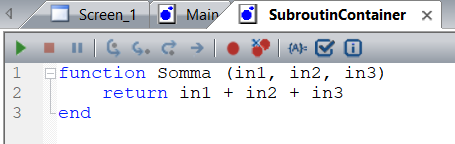 Screen_1
Main
SubroutinContainer
{A}=
1 function Somma (in1, in2, in3)
2 return in1 + in2 + in3
3 end